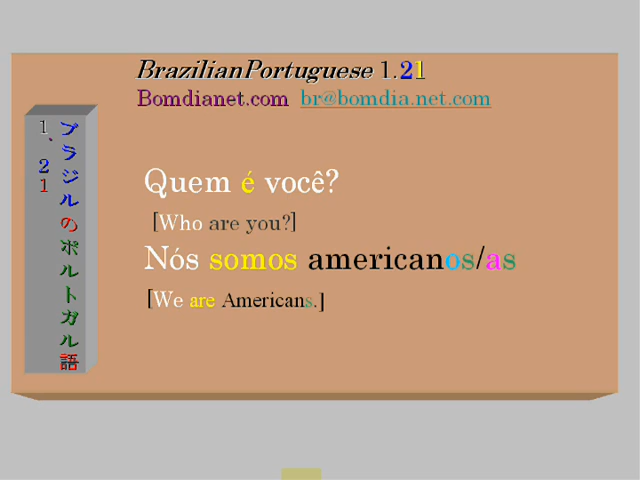 BrazilianPortuguese 1.21
Bomdianet.com br@bomdia.net.com
ブラジルのポルトガル語
1、21
Quem é você?
[Who are you?]
Nós somos americanos/as
[We are Americans.]